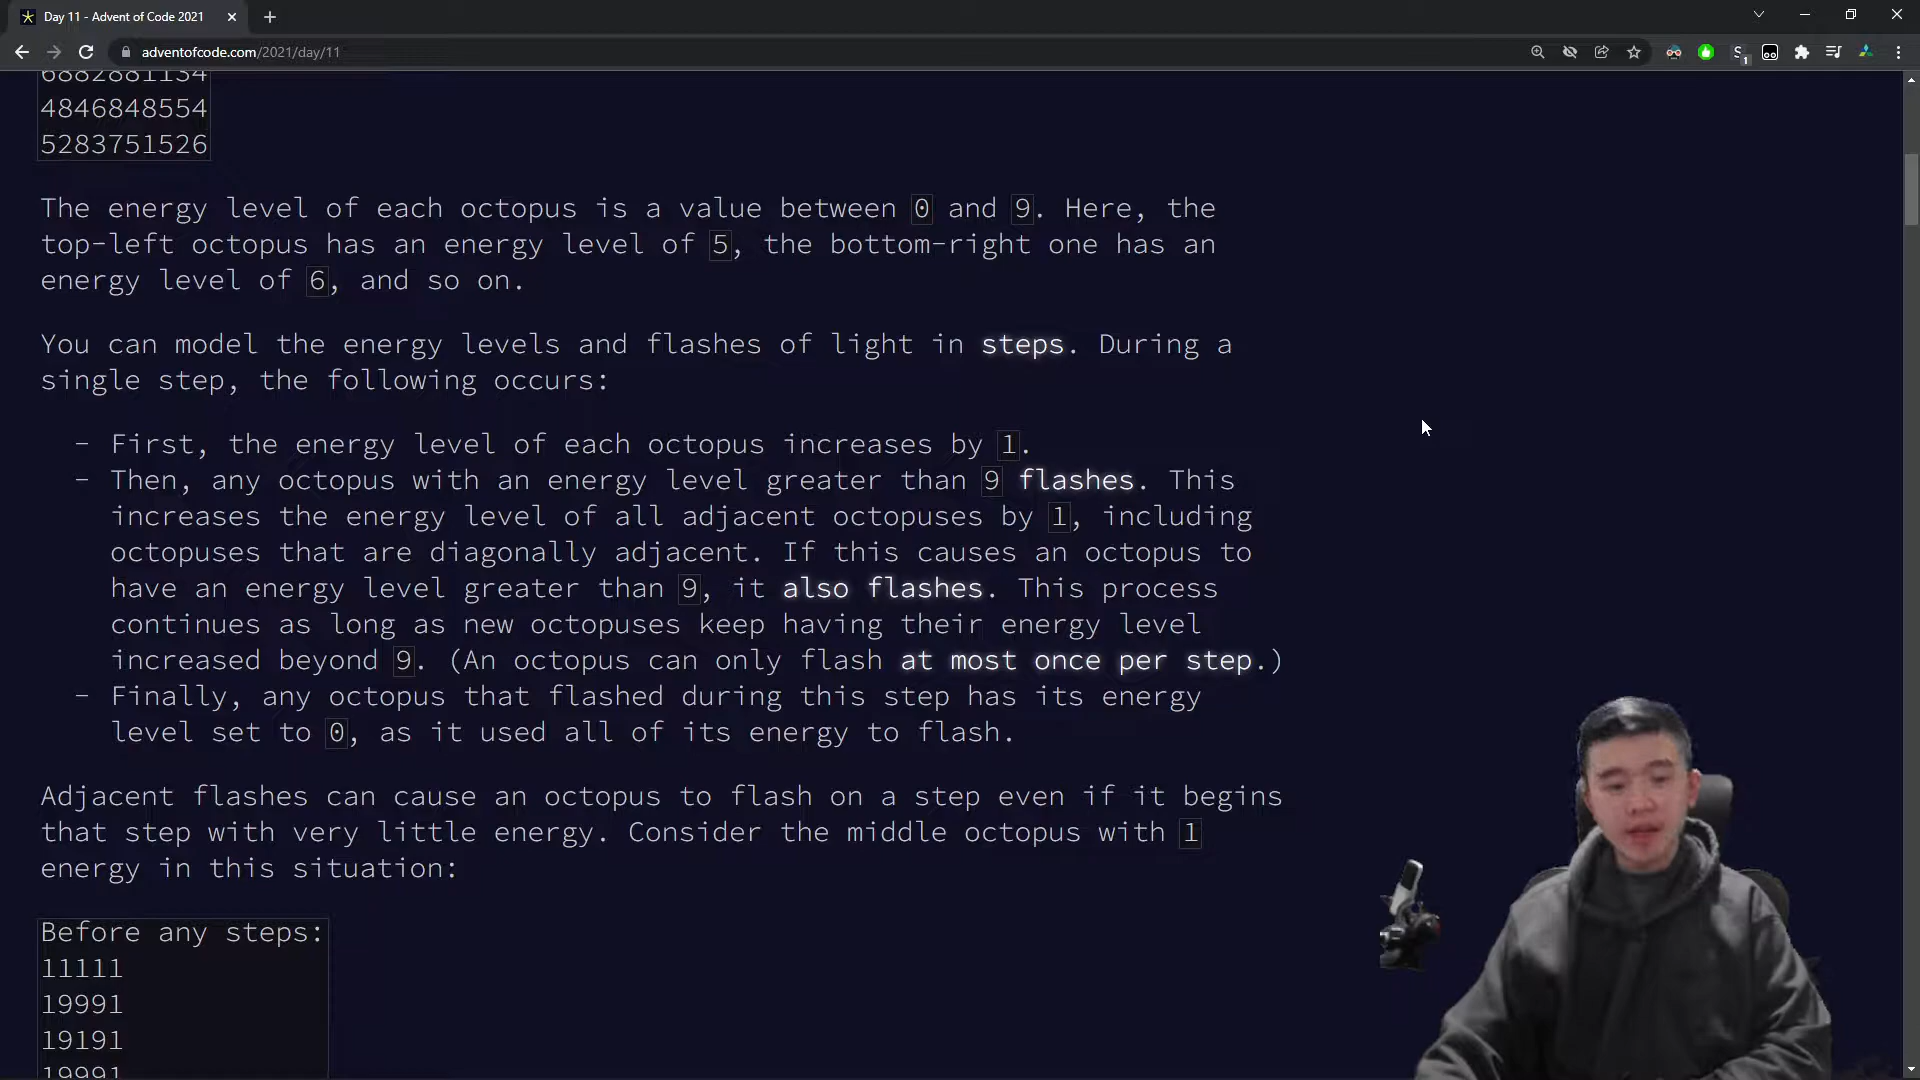 Day 11 - Advent of Code 2021
adventofcode.com/2021/day/11
6882881134
4846848554
5283751526
The energy level of each octopus is a value between 0 and 9. Here, the
top-left octopus has an energy level of 5, the bottom-right one has an
energy level of 6, and so on.
You can model the energy levels and flashes of light in steps. During a
single step, the following occurs:
- First, the energy level of each octopus increases by 1.
- Then, any octopus with an energy level greater than 9 flashes. This
increases the energy level of all adjacent octopuses by 1, including
octopuses that are diagonally adjacent. If this causes an octopus to
have an energy level greater than 9, it also flashes. This process
continues as long as new octopuses keep having their energy level
increased beyond 9. (An octopus can only flash at most once per step.)
- Finally, any octopus that flashed during this step has its energy
level set to 0, as it used all of its energy to flash.
Adjacent flashes can cause an octopus to flash on a step even if it begins
that step with very little energy. Consider the middle octopus with 1
energy in this situation:
Before any steps:
11111
19991
19191
19991